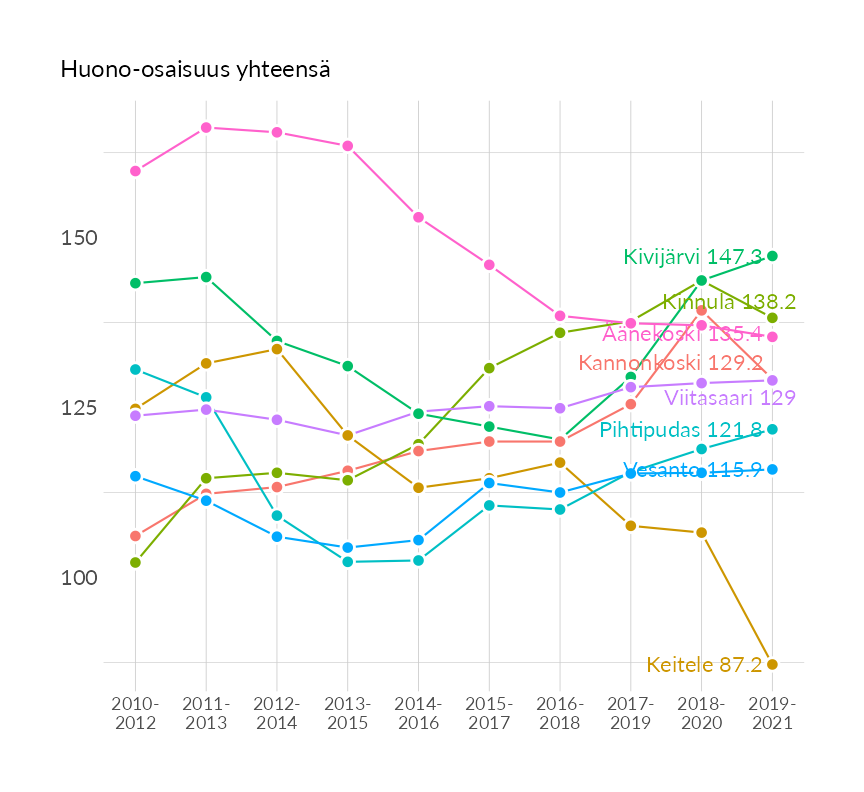 Huono-osaisuus yhteensä
150
125
100
Kivijärvi 147.3
Kinnula 138.2
Äänekoski 135.4
Kannonkoski 129.2
Viitasaari 129
Pihtipudas 121.8
Vesanto 115.9
Keitele 87.2
2010- 2011- 2012- 2013- 2014- 2015- 2016- 2017- 2018- 2019-
2012 2013 2014 2015 2016 2017 2018 2019 2020 2021